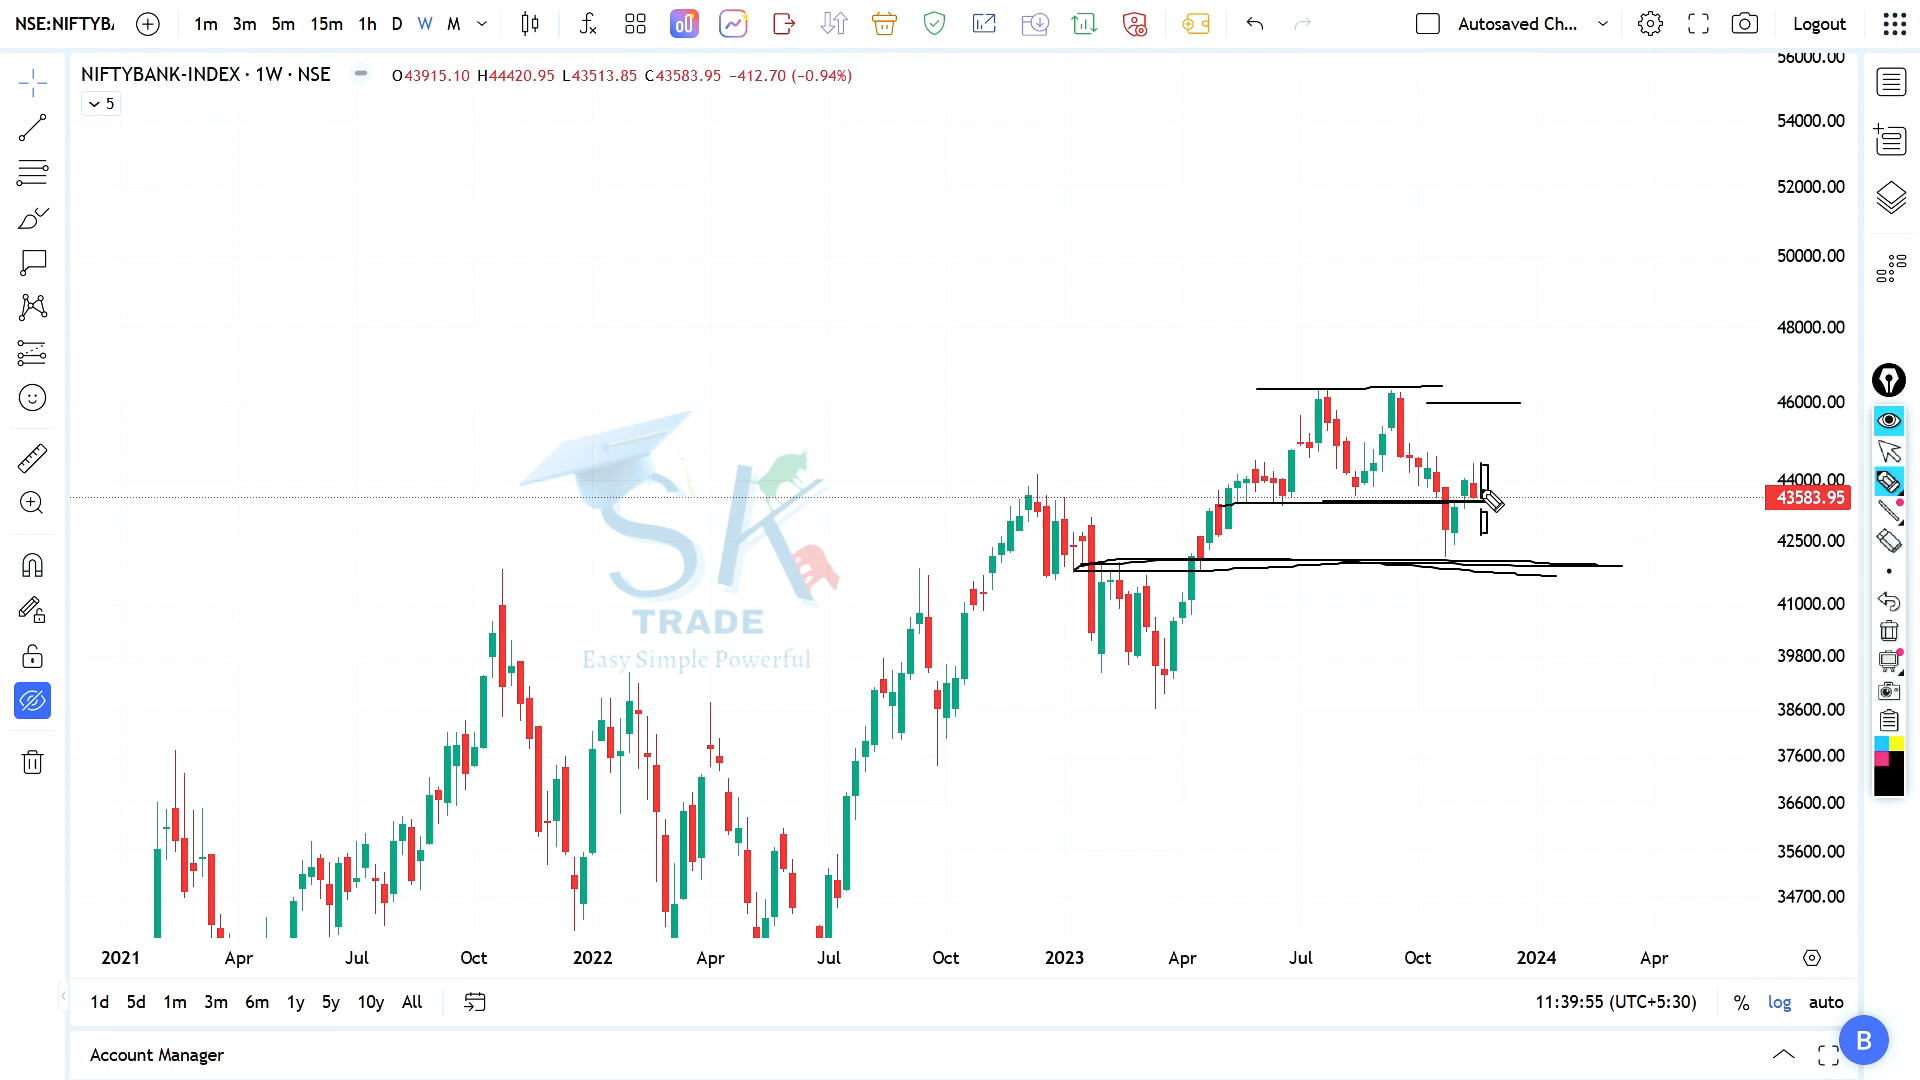 NSE:NIFTYBA
1m 3m 5m 15m 1h D W M
Autosaved Ch...
Logout
NIFTYBANK-INDEX · 1W · NSE
O43915.10 H44420.95 L43513.85 C43583.95 −412.70 (−0.94%)
5
56000.00
54000.00
52000.00
50000.00
48000.00
46000.00
44000.00
43583.95
42500.00
41000.00
39800.00
38600.00
37600.00
36600.00
35600.00
34700.00
SK
TRADE
Easy Simple Powerful
2021 Apr Jul Oct 2022 Apr Jul Oct 2023 Apr Jul Oct 2024 Apr
1d 5d 1m 3m 6m 1y 5y 10y All
11:39:55 (UTC+5:30)
% log auto
Account Manager
B